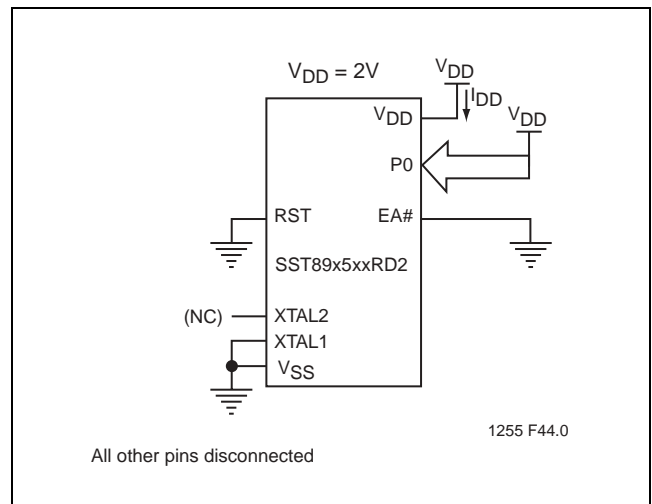 VDD = 2V
VDD
IDD
VDD
VDD
P0
RST
EA#
SST89x5xxRD2
(NC)
XTAL2
XTAL1
VSS
1255 F44.0
All other pins disconnected